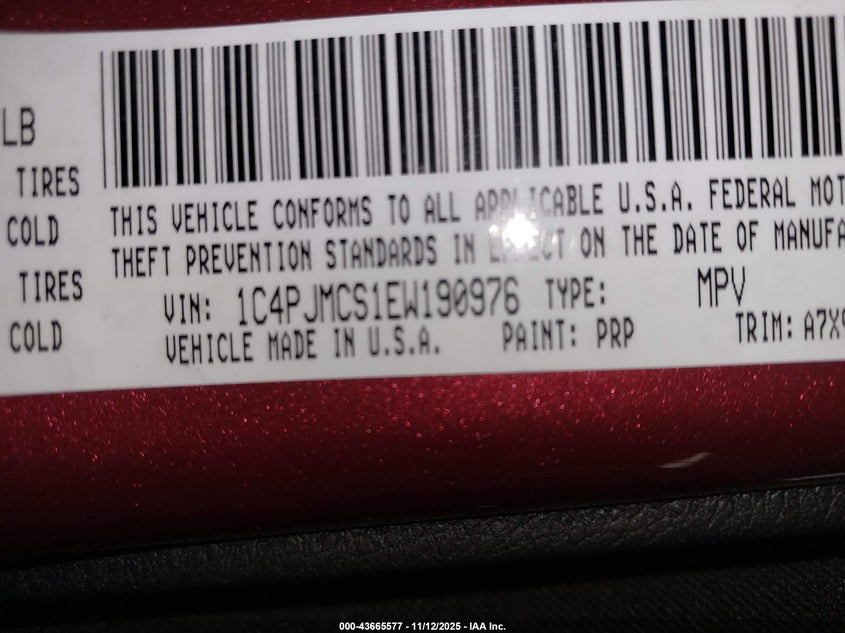 LB
TIRES
COLD
THIS VEHICLE CONFORMS TO ALL APPLICABLE U.S.A. FEDERAL MOT
THEFT PREVENTION STANDARDS IN EFFECT ON THE DATE OF MANUFA
TIRES
VIN: 1C4PJMCS1EW190976 TYPE: MPV
COLD
VEHICLE MADE IN U.S.A. PAINT: PRP TRIM: A7X9
000-43665577 - 11/12/2025 - IAA Inc.